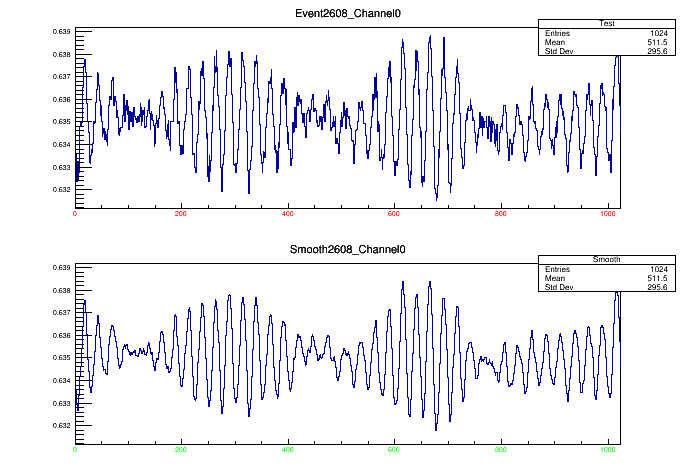 Event2608_Channel0
Test
Entries 1024
Mean 511.5
Std Dev 295.6
0.639
0.638
0.637
0.636
0.635
0.634
0.633
0.632
0 200 400 600 800 1000
Smooth2608_Channel0
Smooth
Entries 1024
Mean 511.5
Std Dev 295.6
0.639
0.638
0.637
0.636
0.635
0.634
0.633
0.632
0 200 400 600 800 1000